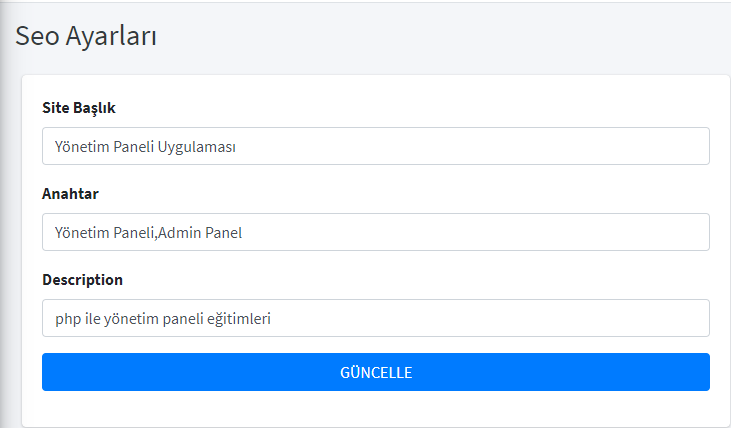 Seo Ayarları
Site Başlık
Yönetim Paneli Uygulaması
Anahtar
Yönetim Paneli,Admin Panel
Description
php ile yönetim paneli eğitimleri
GÜNCELLE